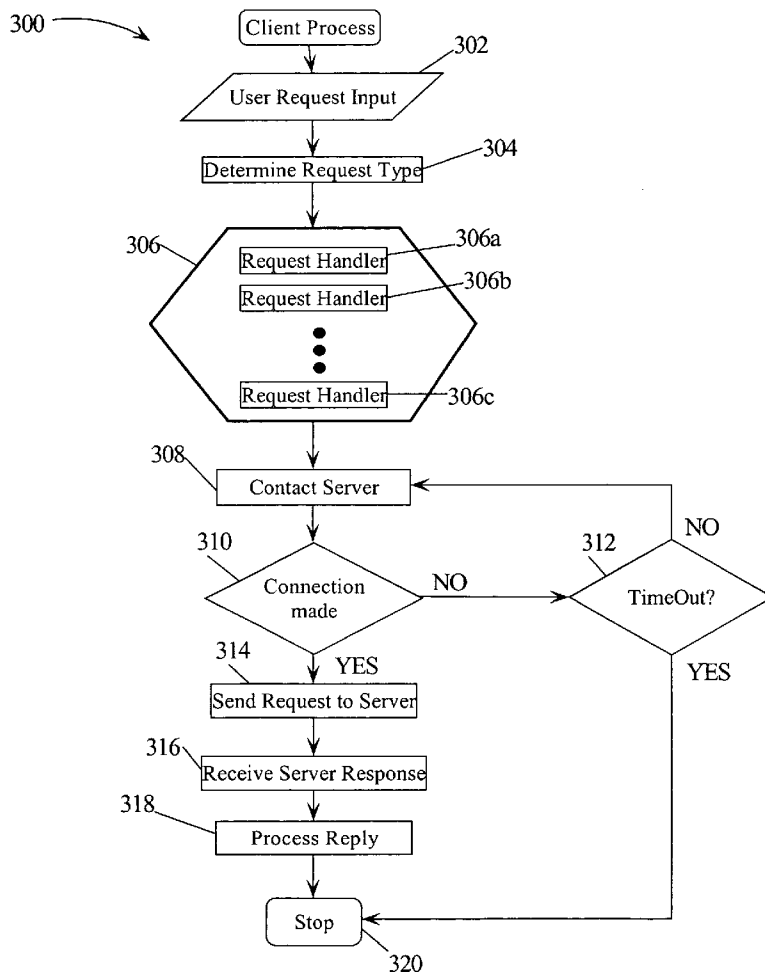 300
Client Process
302
User Request Input
304
Determine Request Type
306
306a
Request Handler
306b
Request Handler
306c
Request Handler
308
Contact Server
310
Connection
made
NO
312
TimeOut?
NO
YES
YES
314
Send Request to Server
316
Receive Server Response
318
Process Reply
Stop
320